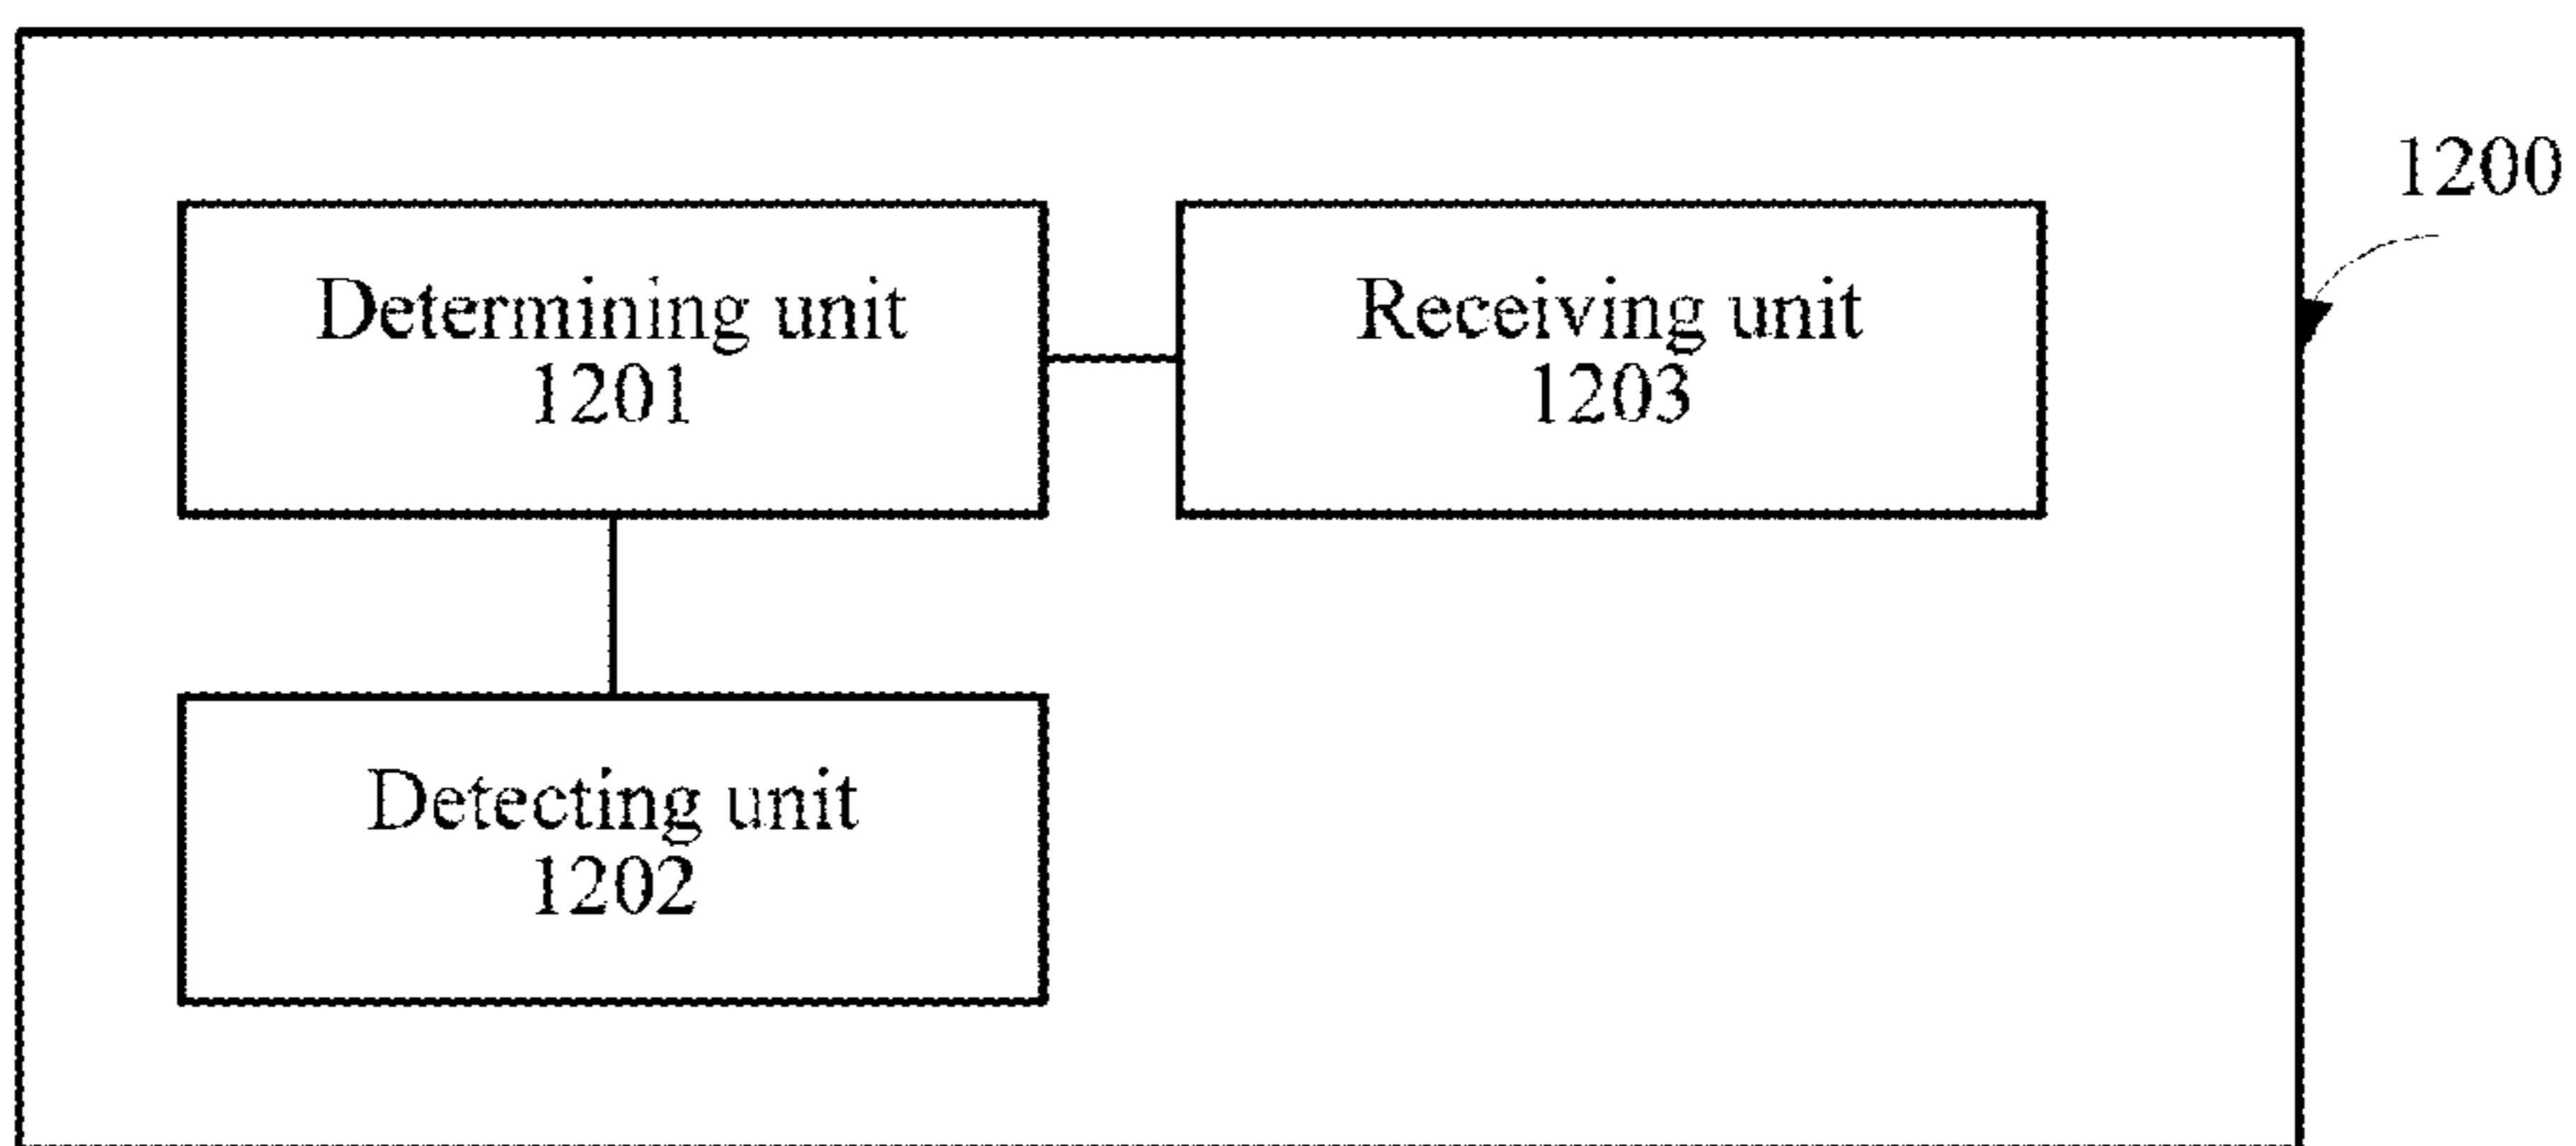 1200
Determining unit
1201
Receiving unit
1203
Detecting unit
1202